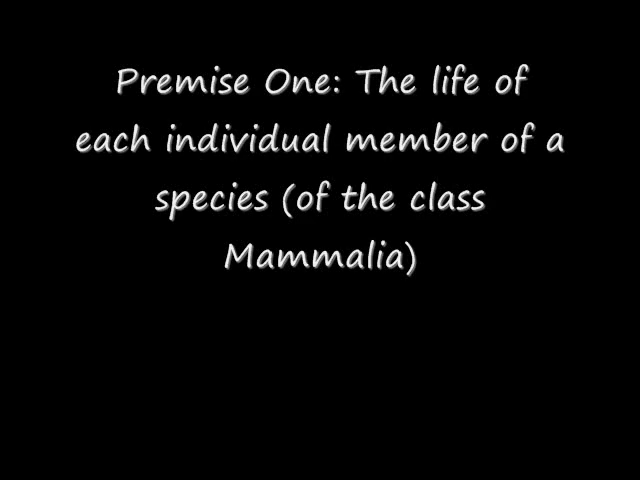 Premise One: The life of
each individual member of a
species (of the class
Mammalia)